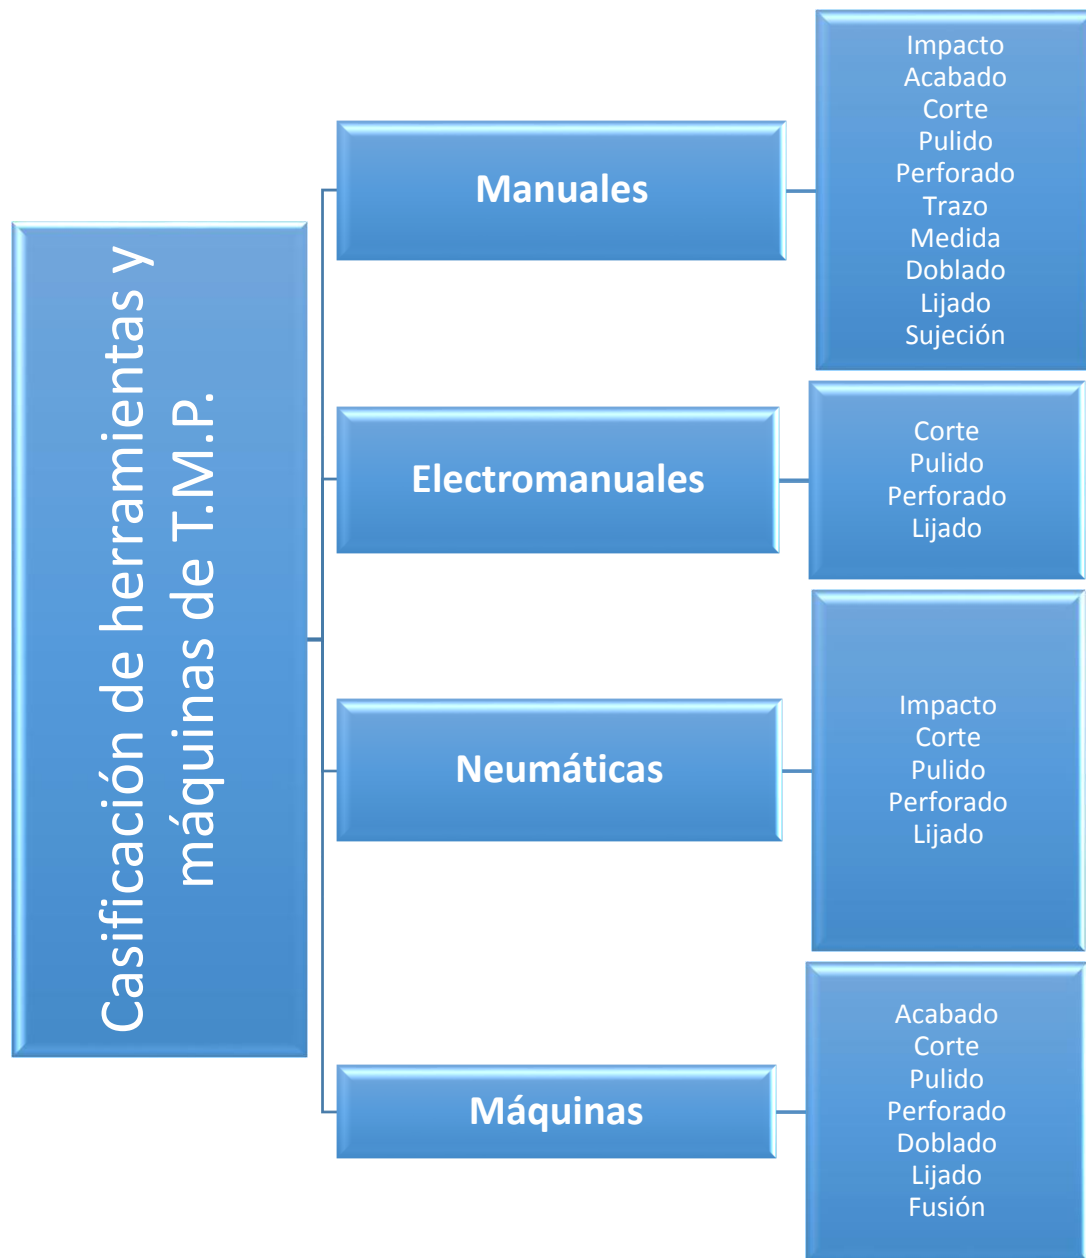 Casificación de herramientas y
máquinas de T.M.P.
Manuales
Impacto
Acabado
Corte
Pulido
Perforado
Trazo
Medida
Doblado
Lijado
Sujeción
Electromanuales
Corte
Pulido
Perforado
Lijado
Neumáticas
Impacto
Corte
Pulido
Perforado
Lijado
Máquinas
Acabado
Corte
Pulido
Perforado
Doblado
Lijado
Fusión